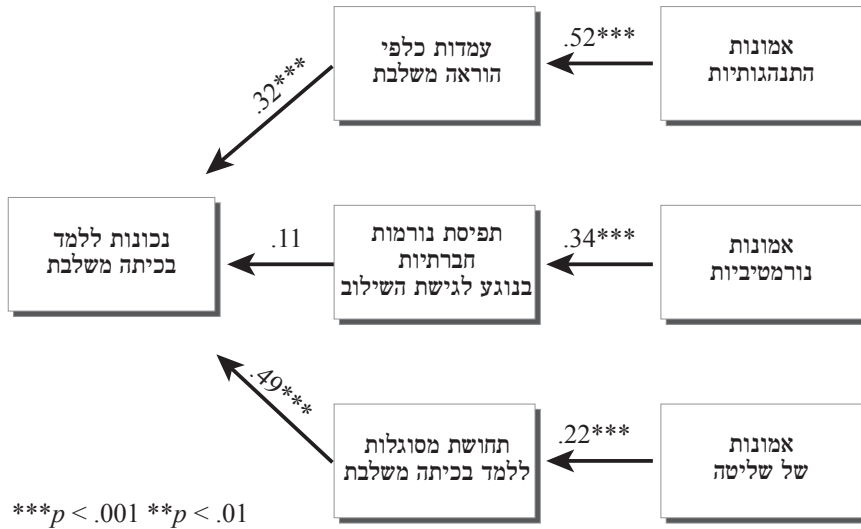 אמונות
התנהגותיות
.52***
עמדות כלפי
הוראה משלבת
.32***
אמונות
נורמטיביות
.34***
תפיסת נורמות
חברתיות
בנוגע לגישת השילוב
.11
נכונות ללמד
בכיתה משלבת
אמונות
של שליטה
.22***
תחושת מסוגלות
ללמד בכיתה משלבת
.49***
***p < .001 **p < .01